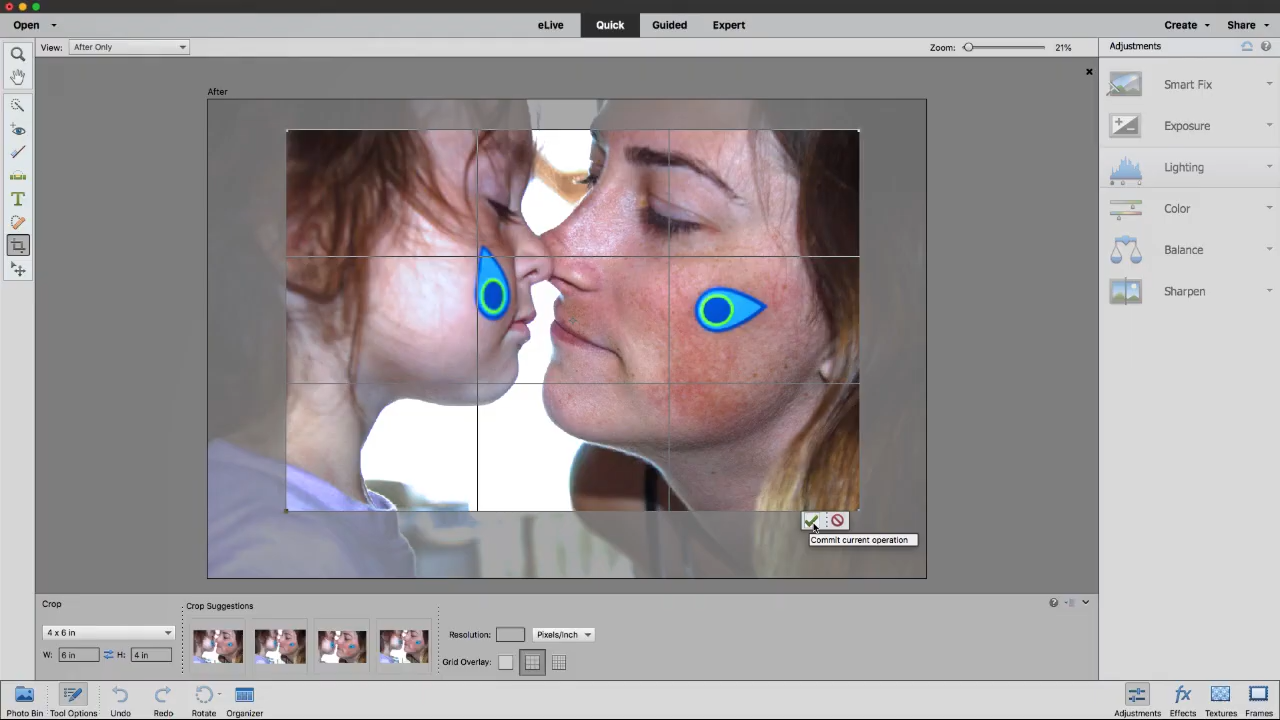 Open eLive Quick Guided Expert Create Share
View: After Only Zoom: 21% Adjustments
After
Smart Fix
Exposure
Lighting
Color
Balance
Sharpen
Commit current operation
Crop Crop Suggestions
4 x 6 in Resolution: Pixels/Inch
W: 6 in H: 4 in Grid Overlay:
Photo Bin Tool Options Undo Redo Rotate Organizer Adjustments Effects Textures Frames